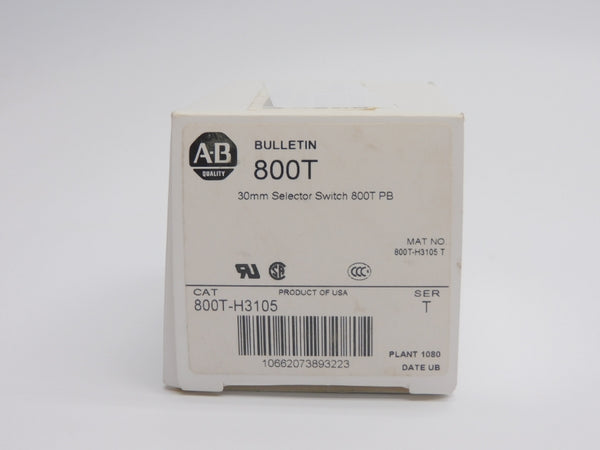 A-B
QUALITY
BULLETIN
800T
30mm Selector Switch 800T PB
MAT NO
800T-H3105 T
CAT
PRODUCT OF USA
SER
800T-H3105
T
10662073893223
PLANT 1080
DATE UB